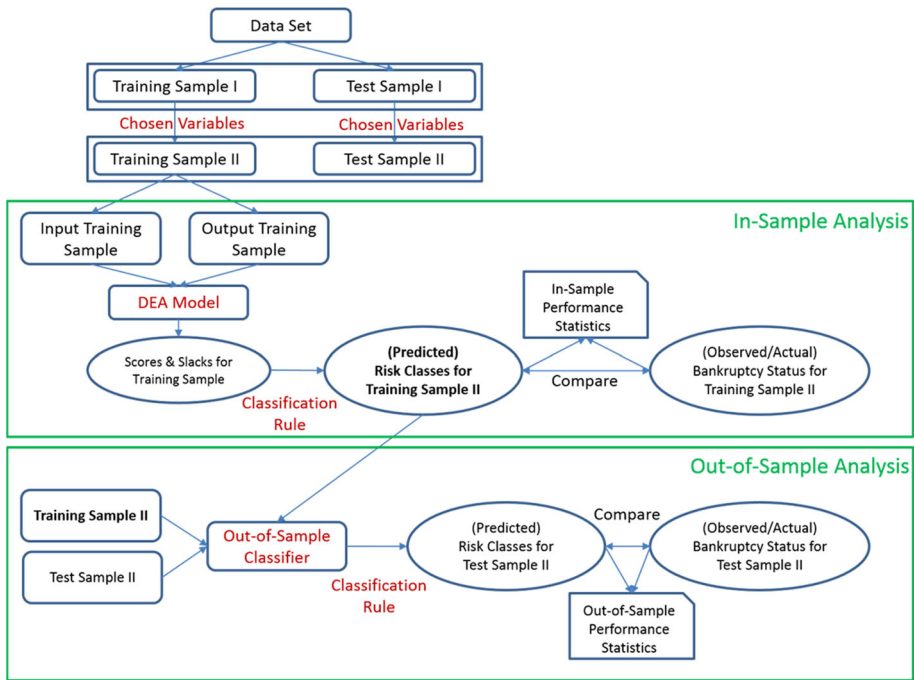 Data Set
Training Sample I
Test Sample I
Chosen Variables
Chosen Variables
Training Sample II
Test Sample II
In-Sample Analysis
Input Training
Sample
Output Training
Sample
DEA Model
In-Sample
Performance
Statistics
Scores & Slacks for
Training Sample
Classification
Rule
(Predicted)
Risk Classes for
Training Sample II
Compare
(Observed/Actual)
Bankruptcy Status for
Training Sample II
Out-of-Sample Analysis
Training Sample II
Test Sample II
Out-of-Sample
Classifier
Classification
Rule
(Predicted)
Risk Classes for
Test Sample II
Compare
(Observed/Actual)
Bankruptcy Status for
Test Sample II
Out-of-Sample
Performance
Statistics